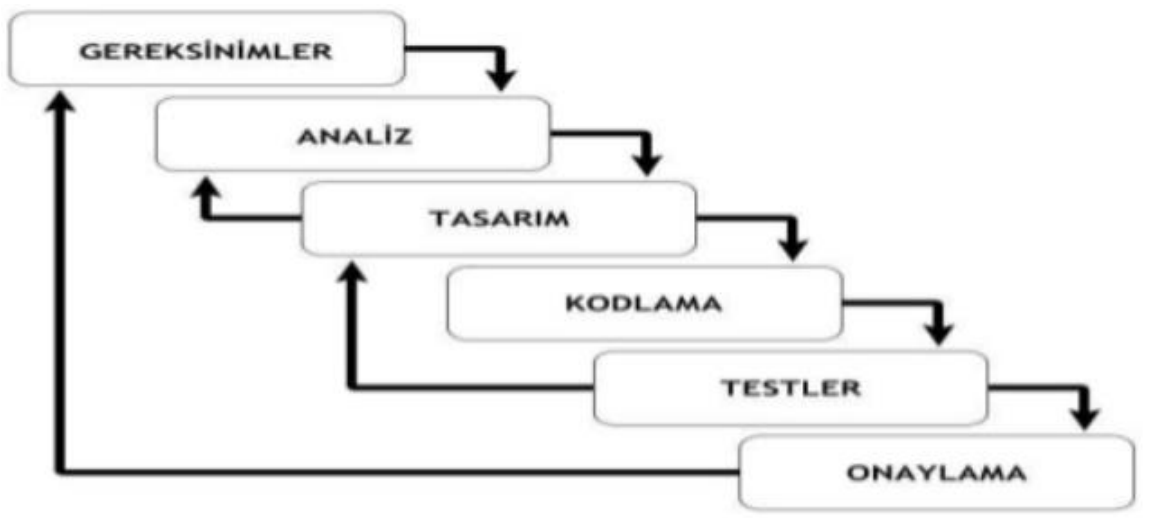 GEREKSİNİMLER
ANALİZ
TASARIM
KODLAMA
TESTLER
ONAYLAMA